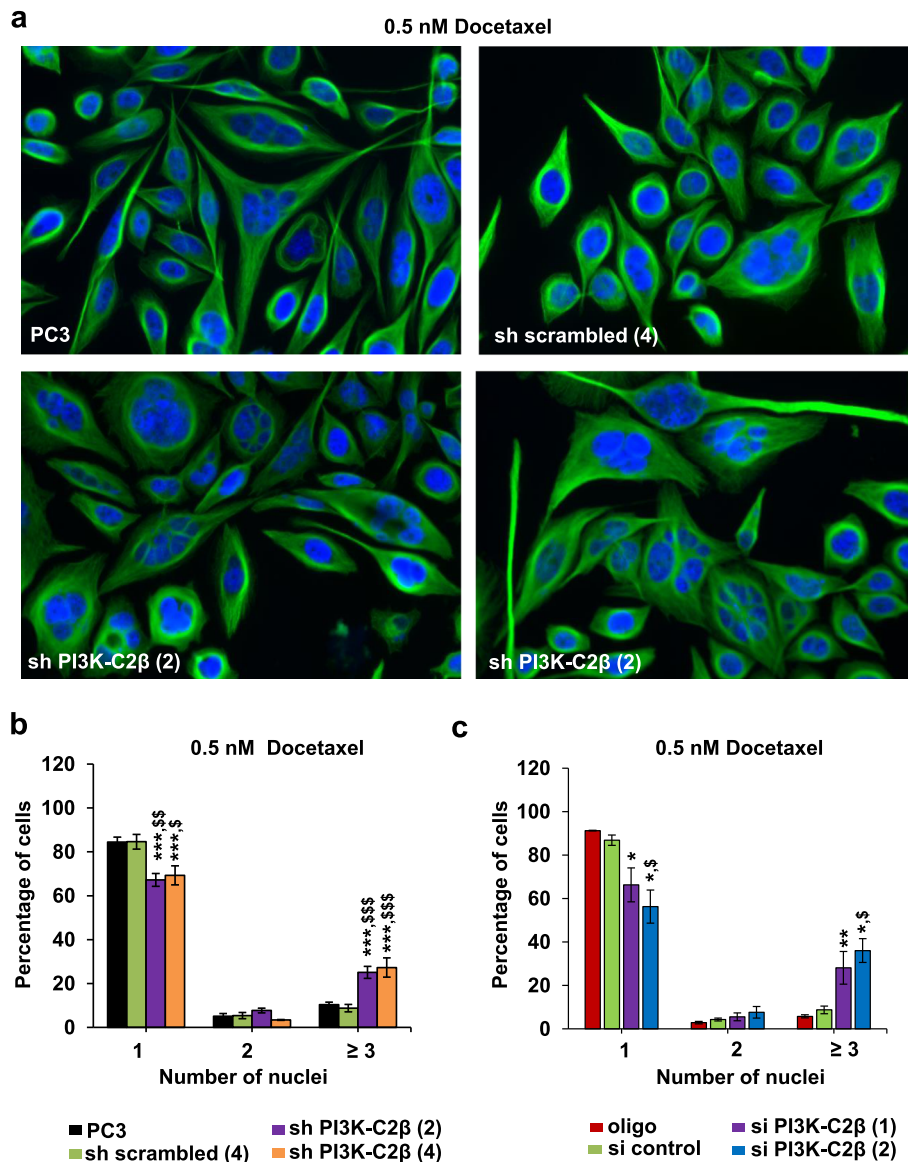 a
0.5 nM Docetaxel
PC3
sh scrambled (4)
sh PI3K-C2β (2)
sh PI3K-C2β (2)
b
0.5 nM Docetaxel
Percentage of cells
120
100
80
60
40
20
0
***,$$
***,$
***,$$$
***,$$$
1 2 ≥ 3
Number of nuclei
PC3
sh scrambled (4)
sh PI3K-C2β (2)
sh PI3K-C2β (4)
c
0.5 nM Docetaxel
Percentage of cells
120
100
80
60
40
20
0
*
*,$
**
*,$
1 2 ≥ 3
Number of nuclei
oligo
si control
si PI3K-C2β (1)
si PI3K-C2β (2)